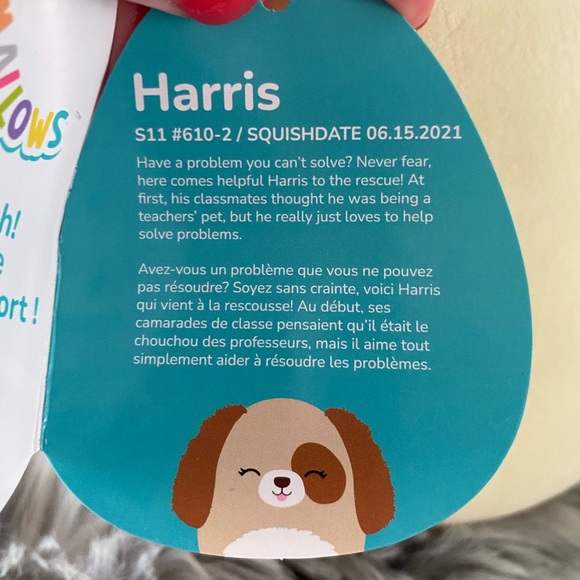 MALLOWS
h!
e
ort !
Harris
S11 #610-2 / SQUISHDATE 06.15.2021
Have a problem you can't solve? Never fear,
here comes helpful Harris to the rescue! At
first, his classmates thought he was being a
teachers' pet, but he really just loves to help
solve problems.
Avez-vous un problème que vous ne pouvez
pas résoudre? Soyez sans crainte, voici Harris
qui vient à la rescousse! Au début, ses
camarades de classe pensaient qu'il était le
chouchou des professeurs, mais il aime tout
simplement aider à résoudre les problèmes.